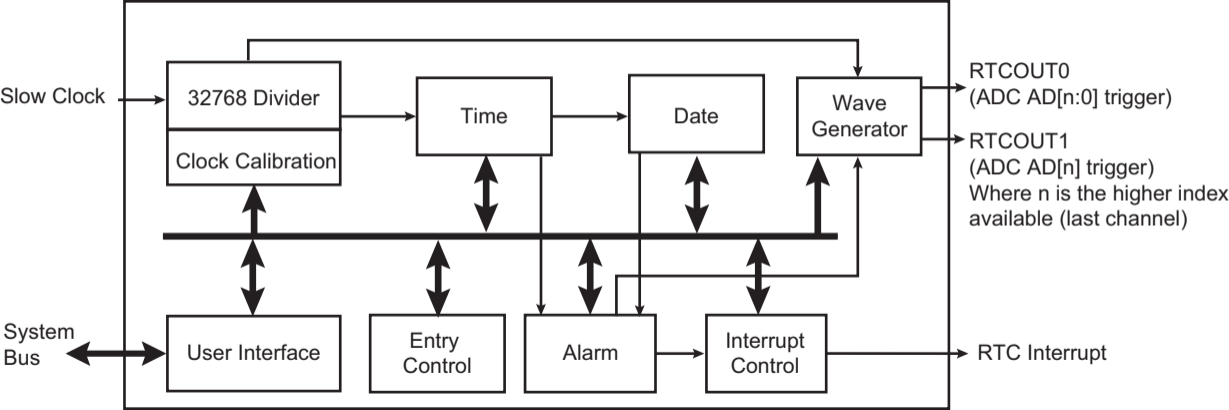 Slow Clock
32768 Divider
Clock Calibration
Time
Date
Wave
Generator
RTCOUT0
(ADC AD[n:0] trigger)
RTCOUT1
(ADC AD[n] trigger)
Where n is the higher index
available (last channel)
System
Bus
User Interface
Entry
Control
Alarm
Interrupt
Control
RTC Interrupt